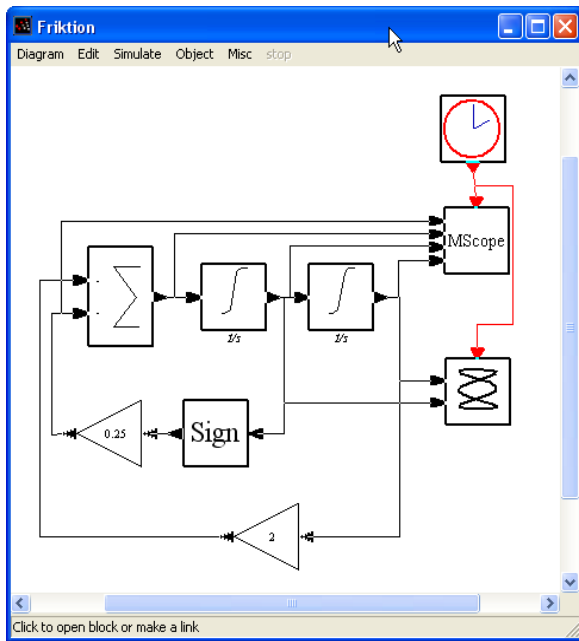 Friktion
Diagram Edit Simulate Object Misc stop
MScope
1/s
1/s
0.25
Sign
2
Click to open block or make a link